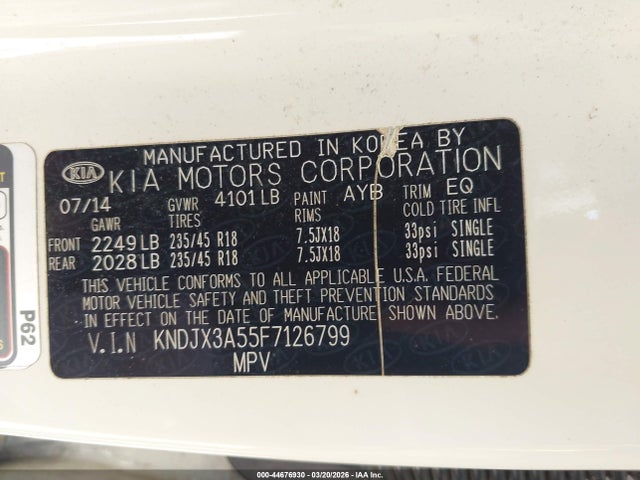 MANUFACTURED IN KOREA BY
KIA KIA MOTORS CORPORATION
07/14 GVWR 4101LB PAINT AYB TRIM EQ
GAWR TIRES RIMS COLD TIRE INFL
FRONT 2249LB 235/45 R18 7.5JX18 33psi SINGLE
REAR 2028LB 235/45 R18 7.5JX18 33psi SINGLE
THIS VEHICLE CONFORMS TO ALL APPLICABLE U.S.A. FEDERAL
MOTOR VEHICLE SAFETY AND THEFT PREVENTION STANDARDS
IN EFFECT ON THE DATE OF MANUFACTURE SHOWN ABOVE.
V.I.N KNDJX3A55F7126799
MPV
P62
000-44676930 - 03/20/2026 - IAA Inc.